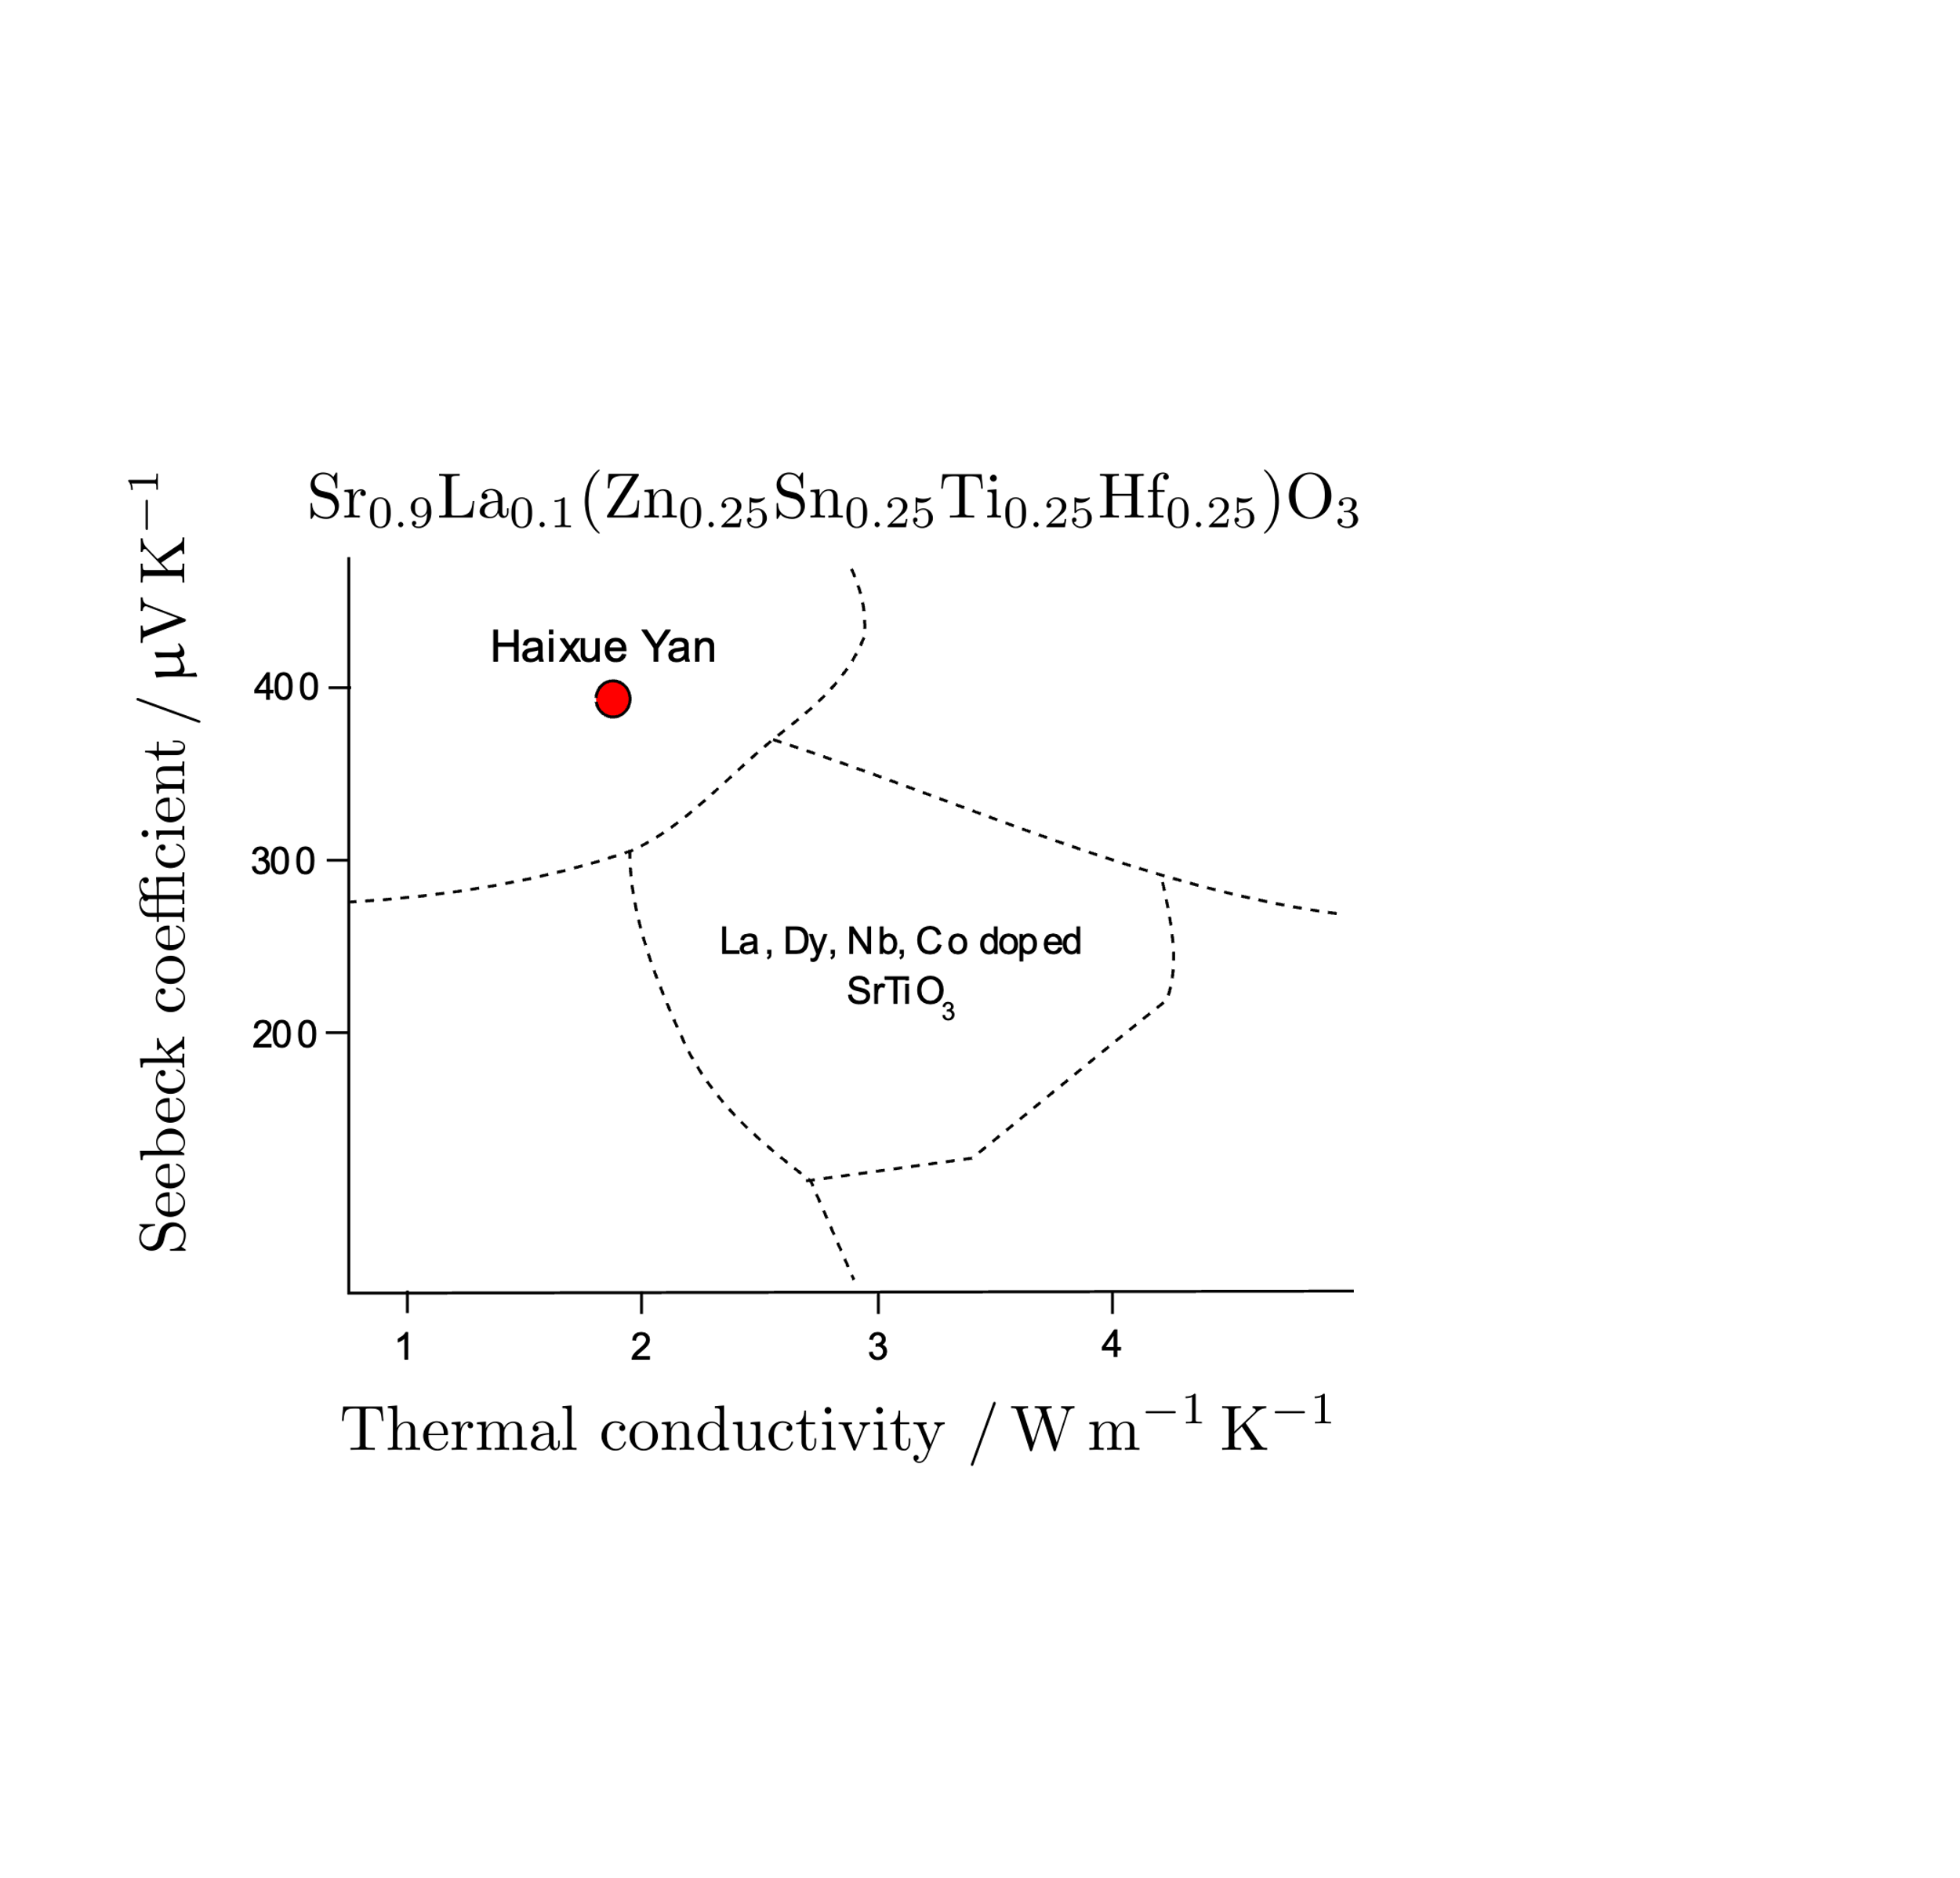 Sr₀.₉La₀.₁(Zn₀.₂₅Sn₀.₂₅Ti₀.₂₅Hf₀.₂₅)O₃
Seebeck coefficient / µV K⁻¹
Haixue Yan
400
300
200
La, Dy, Nb, Co doped
SrTiO₃
1 2 3 4
Thermal conductivity / W m⁻¹ K⁻¹